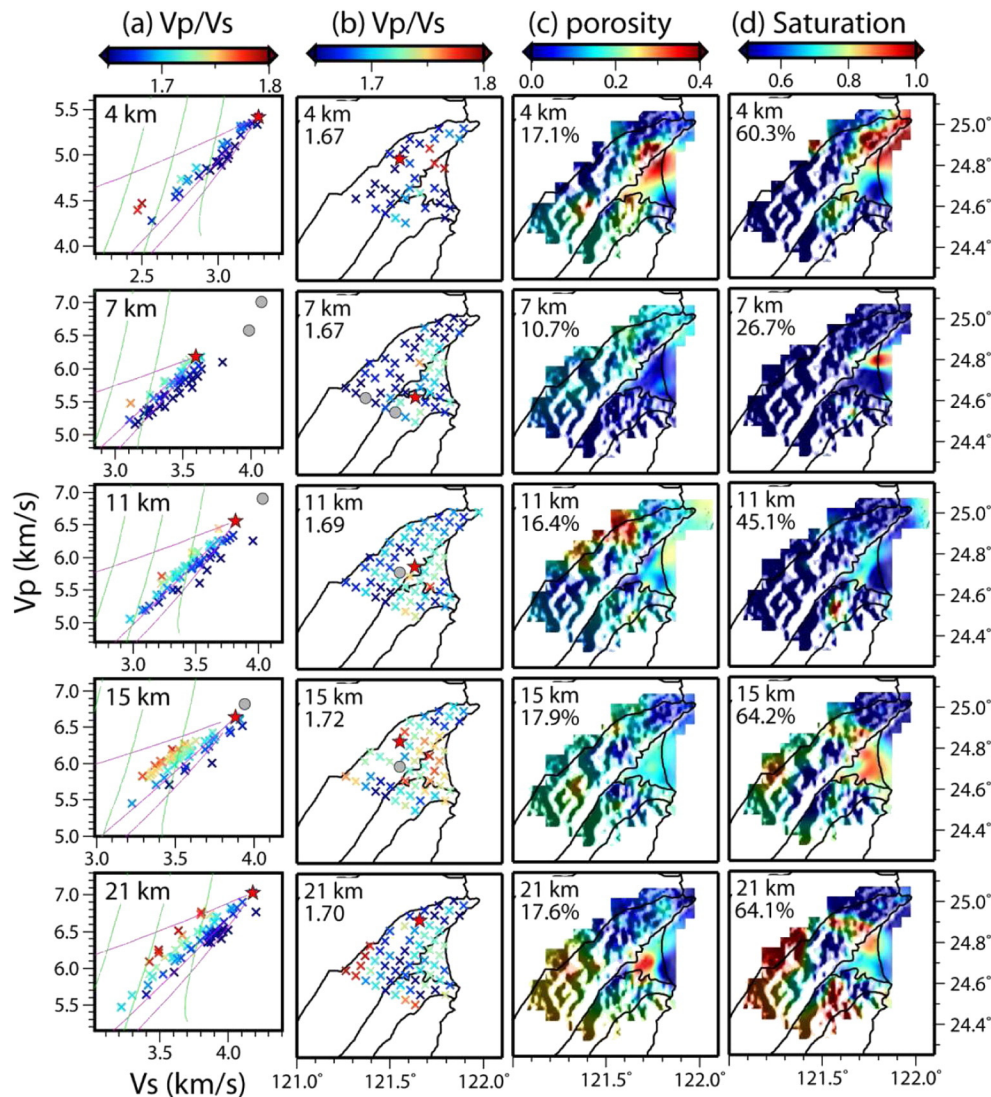 (a) Vp/Vs (b) Vp/Vs (c) porosity (d) Saturation
1.7 1.8 1.7 1.8 0.0 0.2 0.4 0.6 0.8 1.0
4 km 4 km 4 km 4 km
1.67 17.1% 60.3%
5.5 5.0 4.5 4.0
2.5 3.0
25.0° 24.8° 24.6° 24.4°
7 km 7 km 7 km 7 km
1.67 10.7% 26.7%
7.0 6.5 6.0 5.5 5.0
3.0 3.5 4.0
25.0° 24.8° 24.6° 24.4°
11 km 11 km 11 km 11 km
1.69 16.4% 45.1%
7.0 6.5 6.0 5.5 5.0
3.0 3.5 4.0
25.0° 24.8° 24.6° 24.4°
15 km 15 km 15 km 15 km
1.72 17.9% 64.2%
7.0 6.5 6.0 5.5 5.0
3.0 3.5 4.0
25.0° 24.8° 24.6° 24.4°
21 km 21 km 21 km 21 km
1.70 17.6% 64.1%
7.0 6.5 6.0 5.5
3.5 4.0
25.0° 24.8° 24.6° 24.4°
Vp (km/s)
Vs (km/s)
121.0° 121.5° 122.0° 121.5° 122.0° 121.5° 122.0°